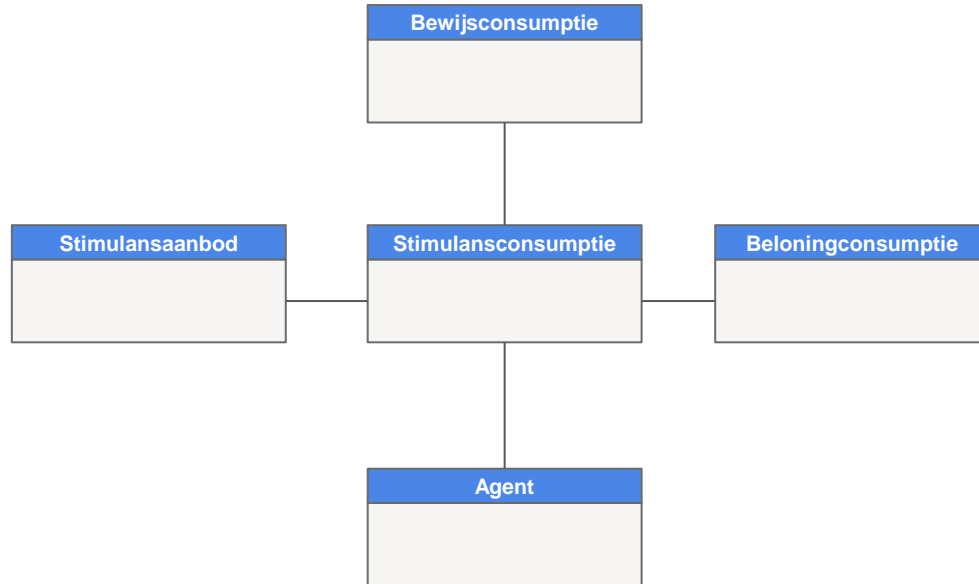 Bewijsconsumptie
Stimulansaanbod
Stimulansconsumptie
Beloningconsumptie
Agent